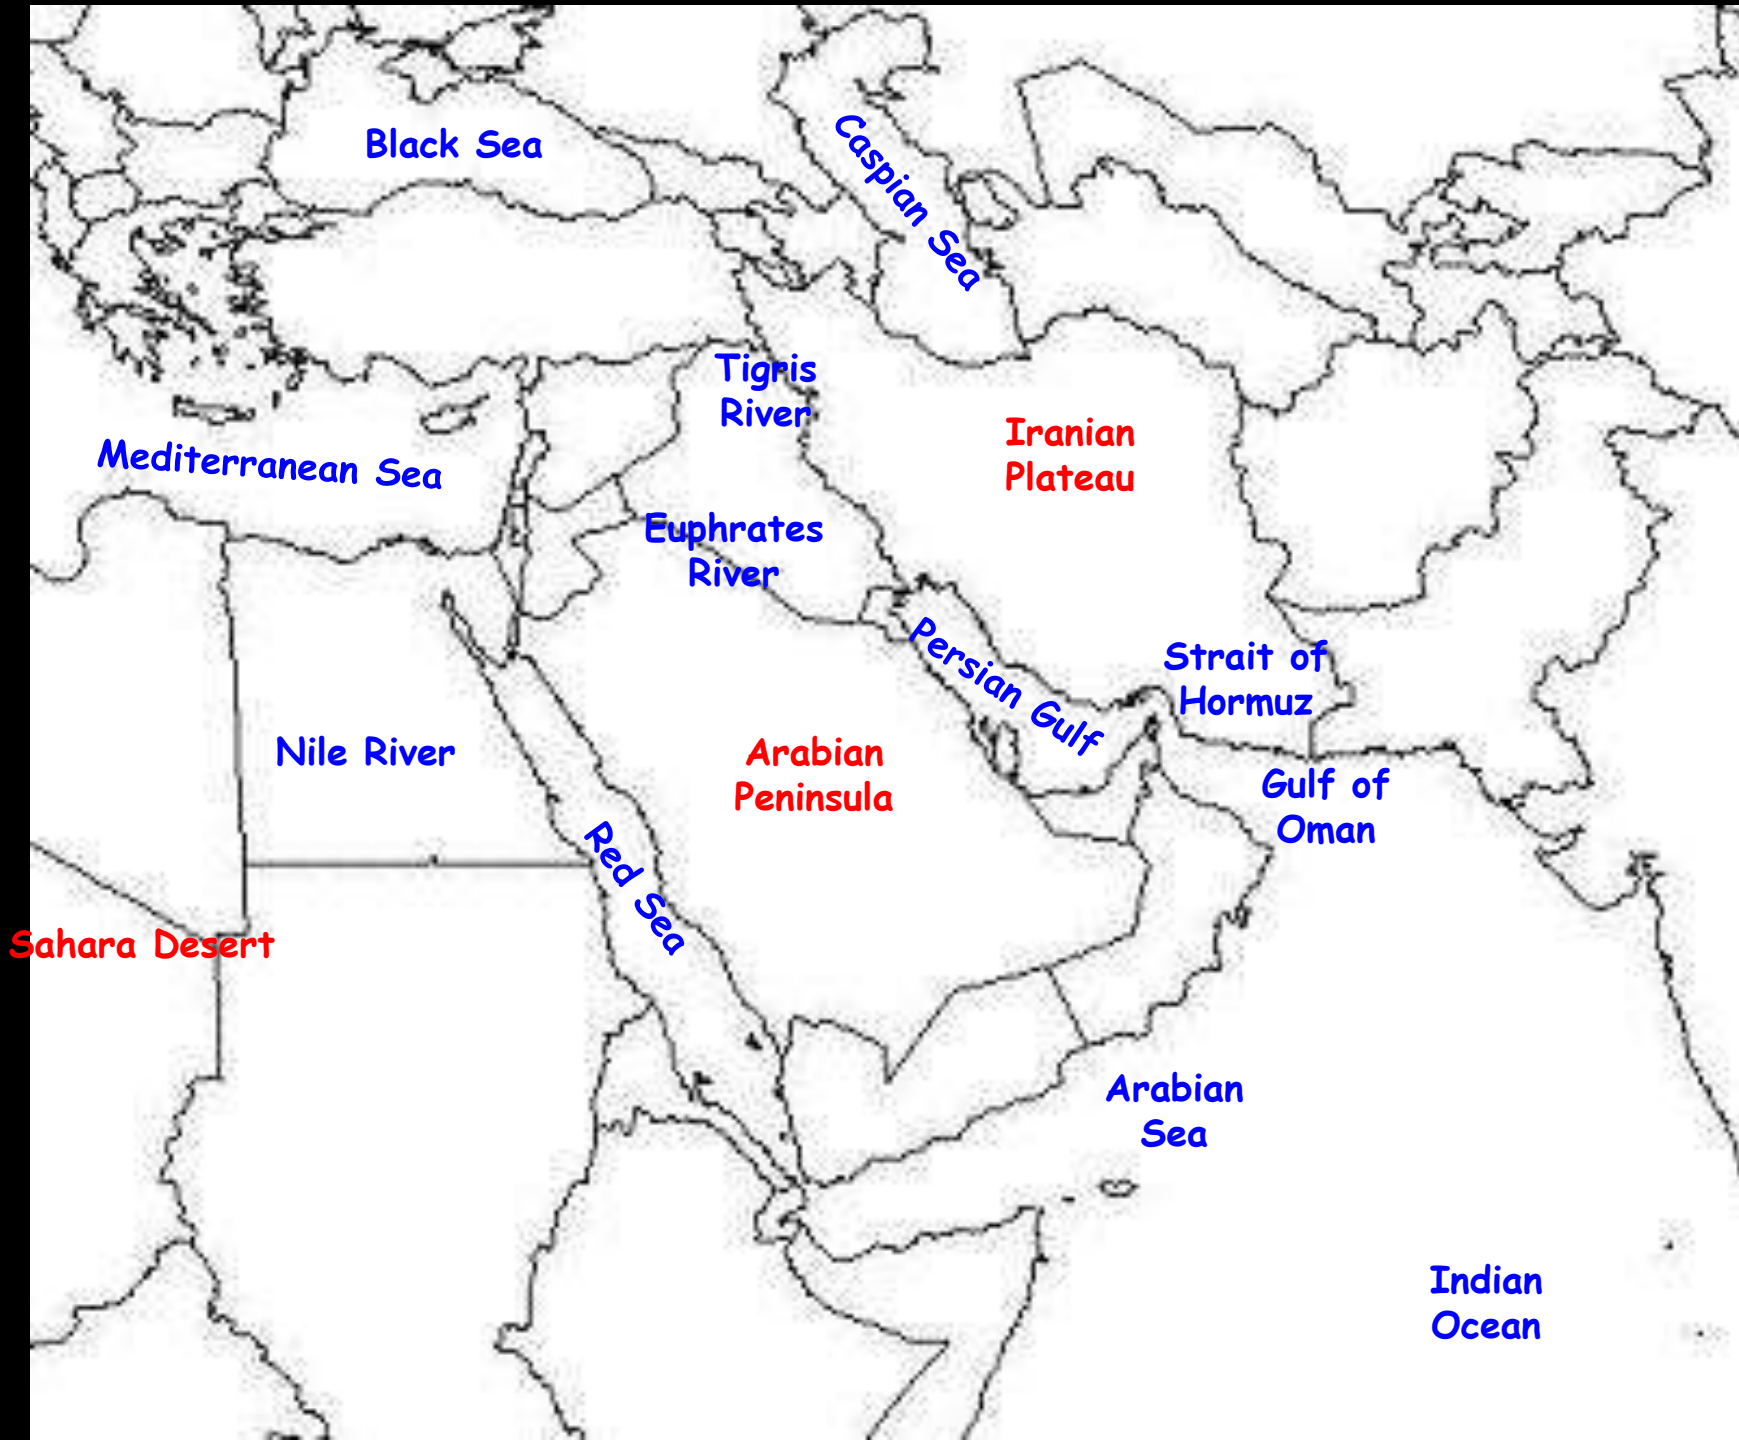 Black Sea
Caspian Sea
Tigris
River
Iranian
Plateau
Mediterranean Sea
Euphrates
River
Persian Gulf
Strait of
Hormuz
Nile River
Arabian
Peninsula
Gulf of
Oman
Red Sea
Sahara Desert
Arabian
Sea
Indian
Ocean